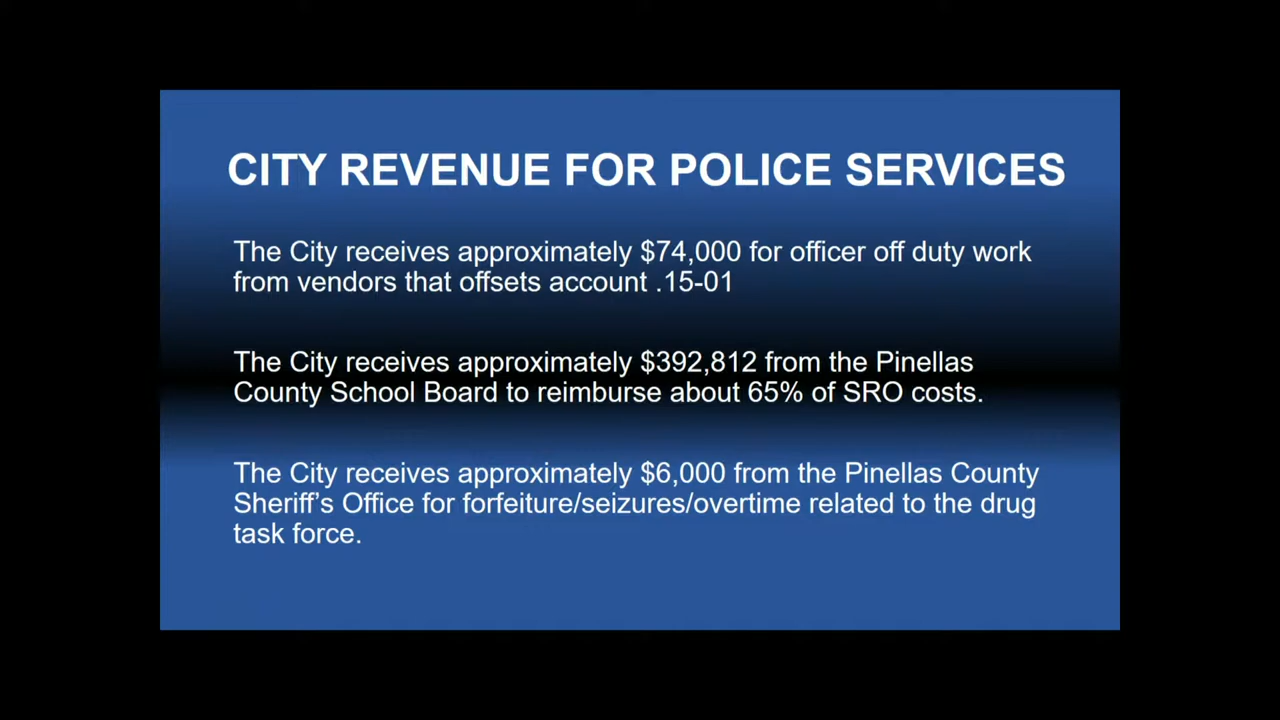 CITY REVENUE FOR POLICE SERVICES
The City receives approximately $74,000 for officer off duty work
from vendors that offsets account .15-01
The City receives approximately $392,812 from the Pinellas
County School Board to reimburse about 65% of SRO costs.
The City receives approximately $6,000 from the Pinellas County
Sheriff’s Office for forfeiture/seizures/overtime related to the drug
task force.